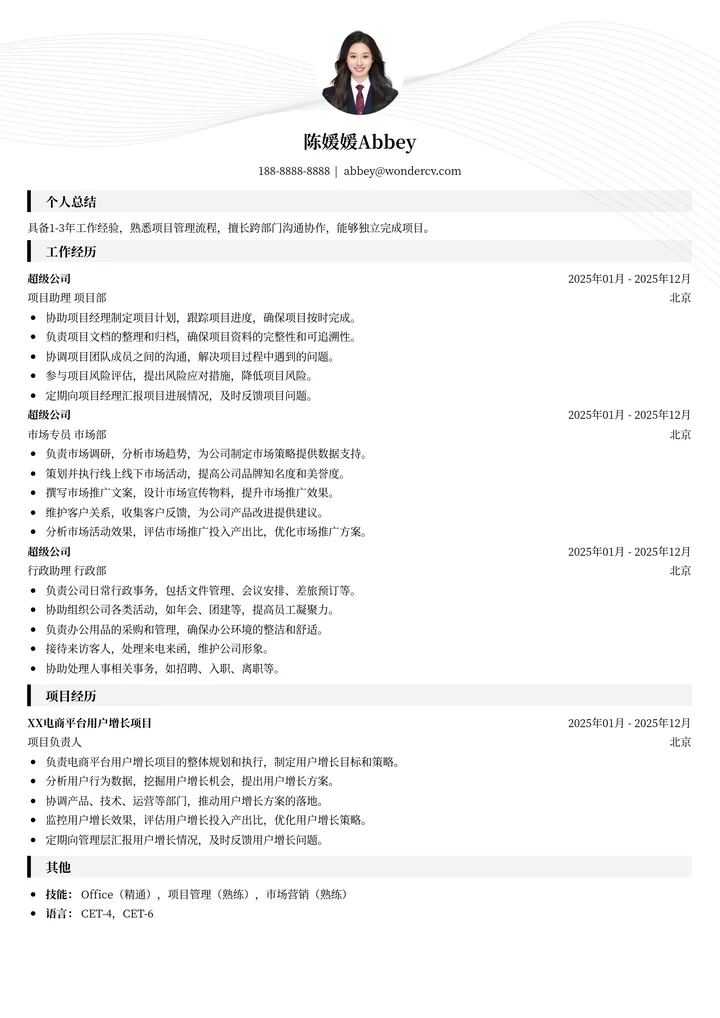 陈媛媛Abbey
188-8888-8888 | abbey@wondercv.com
个人总结
具备1-3年工作经验，熟悉项目管理流程，擅长跨部门沟通协作，能够独立完成项目。
工作经历
超级公司 2025年01月 - 2025年12月
项目助理 项目部 北京
• 协助项目经理制定项目计划，跟踪项目进度，确保项目按时完成。
• 负责项目文档的整理和归档，确保项目资料的完整性和可追溯性。
• 协调项目团队成员之间的沟通，解决项目过程中遇到的问题。
• 参与项目风险评估，提出风险应对措施，降低项目风险。
• 定期向项目经理汇报项目进展情况，及时反馈项目问题。
超级公司 2025年01月 - 2025年12月
市场专员 市场部 北京
• 负责市场调研，分析市场趋势，为公司制定市场策略提供数据支持。
• 策划并执行线上线下市场活动，提高公司品牌知名度和美誉度。
• 撰写市场推广文案，设计市场宣传物料，提升市场推广效果。
• 维护客户关系，收集客户反馈，为公司产品改进提供建议。
• 分析市场活动效果，评估市场推广投入产出比，优化市场推广方案。
超级公司 2025年01月 - 2025年12月
行政助理 行政部 北京
• 负责公司日常行政事务，包括文件管理、会议安排、差旅预订等。
• 协助组织公司各类活动，如年会、团建等，提高员工凝聚力。
• 负责办公用品的采购和管理，确保办公环境的整洁和舒适。
• 接待来访客人，处理来电来函，维护公司形象。
• 协助处理人事相关事务，如招聘、入职、离职等。
项目经历
XX电商平台用户增长项目 2025年01月 - 2025年12月
项目负责人 北京
• 负责电商平台用户增长项目的整体规划和执行，制定用户增长目标和策略。
• 分析用户行为数据，挖掘用户增长机会，提出用户增长方案。
• 协调产品、技术、运营等部门，推动用户增长方案的落地。
• 监控用户增长效果，评估用户增长投入产出比，优化用户增长策略。
• 定期向管理层汇报用户增长情况，及时反馈用户增长问题。
其他
• 技能： Office（精通），项目管理（熟练），市场营销（熟练）
• 语言： CET-4，CET-6